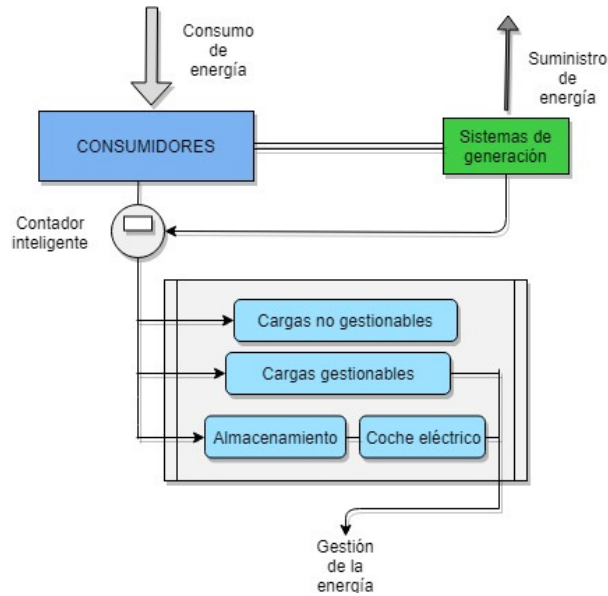 Consumo
de
energía
Suministro
de
energía
CONSUMIDORES
Sistemas de
generación
Contador
inteligente
Cargas no gestionables
Cargas gestionables
Almacenamiento
Coche eléctrico
Gestión
de la
energía